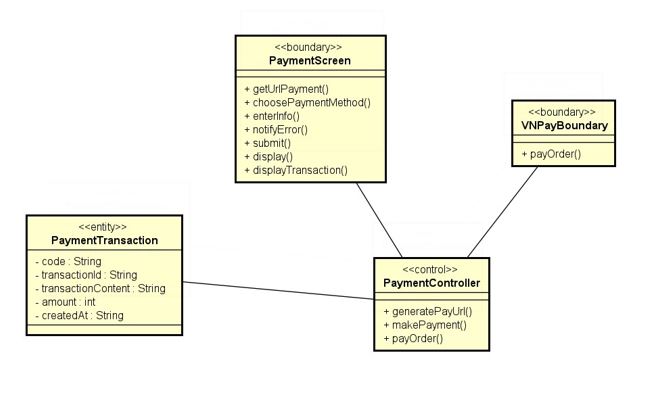 <<boundary>>
PaymentScreen
+ getUrlPayment()
+ choosePaymentMethod()
+ enterInfo()
+ notifyError()
+ submit()
+ display()
+ displayTransaction()
<<boundary>>
VNPayBoundary
+ payOrder()
<<entity>>
PaymentTransaction
- code : String
- transactionId : String
- transactionContent : String
- amount : int
- createdAt : String
<<control>>
PaymentController
+ generatePayUrl()
+ makePayment()
+ payOrder()